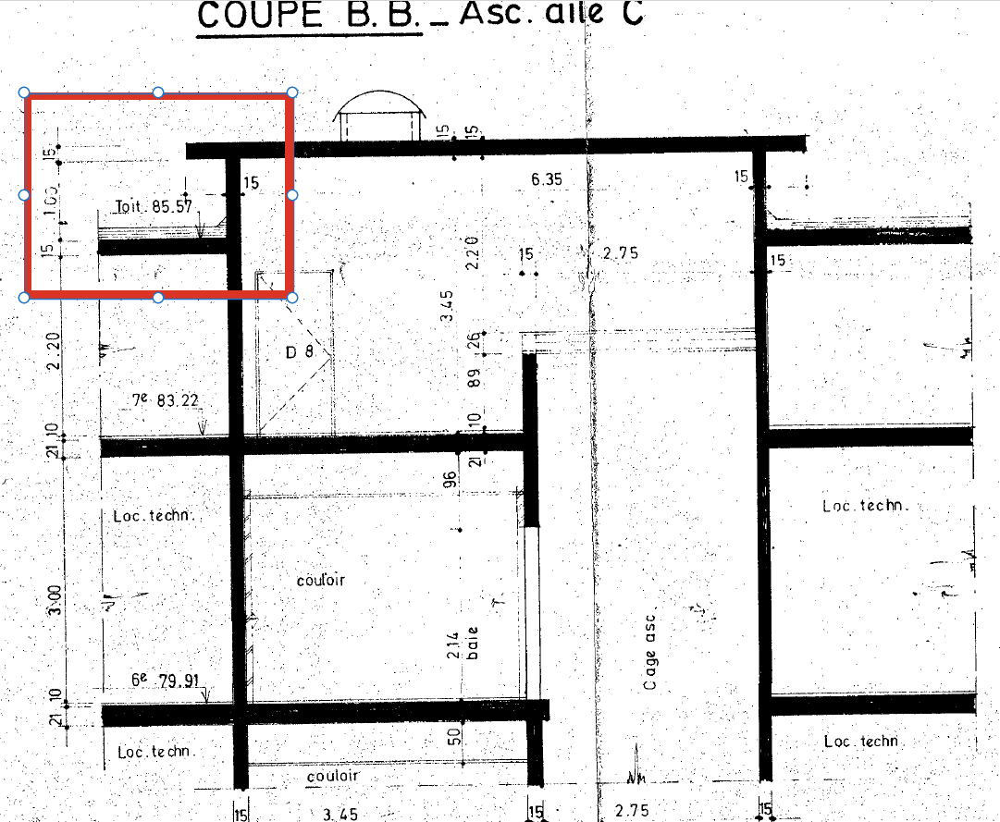 COUPE B.B. _ Asc. aile C
15
15
15
15
6.35
15
1.00
Toit. 85.57
15
15
2.20
2.75
15
3.45
2.20
26
D 8
89
7e 83.22
10
21
10
21
96
Loc.techn.
Loc.techn.
couloir
3.00
2.14
baie
Cage asc.
6e 79.91
10
21
50
Loc.techn.
Loc.techn
couloir
15
3.45
15
2.75
15